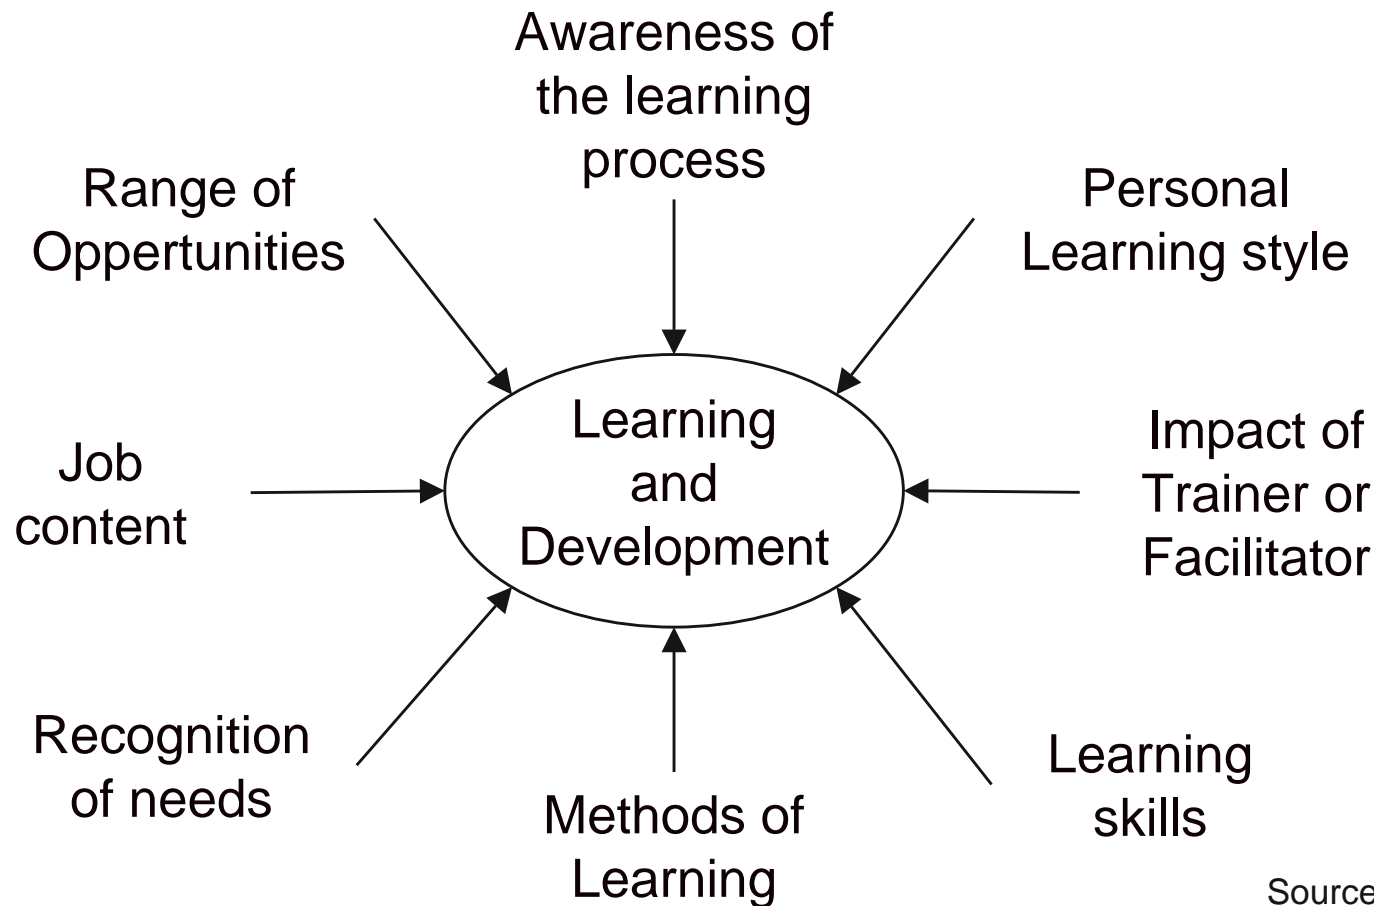 Awareness of
the learning
process
Range of
Oppertunities
Personal
Learning style
Learning
and
Development
Job
content
Impact of
Trainer or
Facilitator
Recognition
of needs
Methods of
Learning
Learning
skills
Source